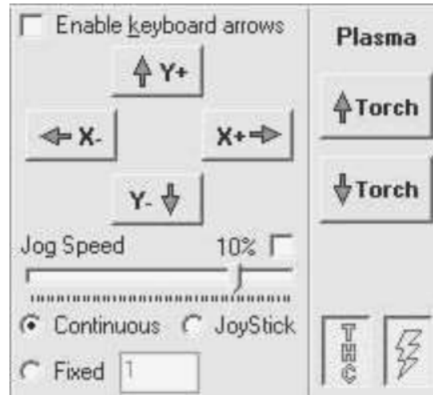 Enable keyboard arrows
Plasma
Y+
Torch
X-
X+
Torch
Y-
Jog Speed
10%
Continuous
JoyStick
THC
Fixed
1